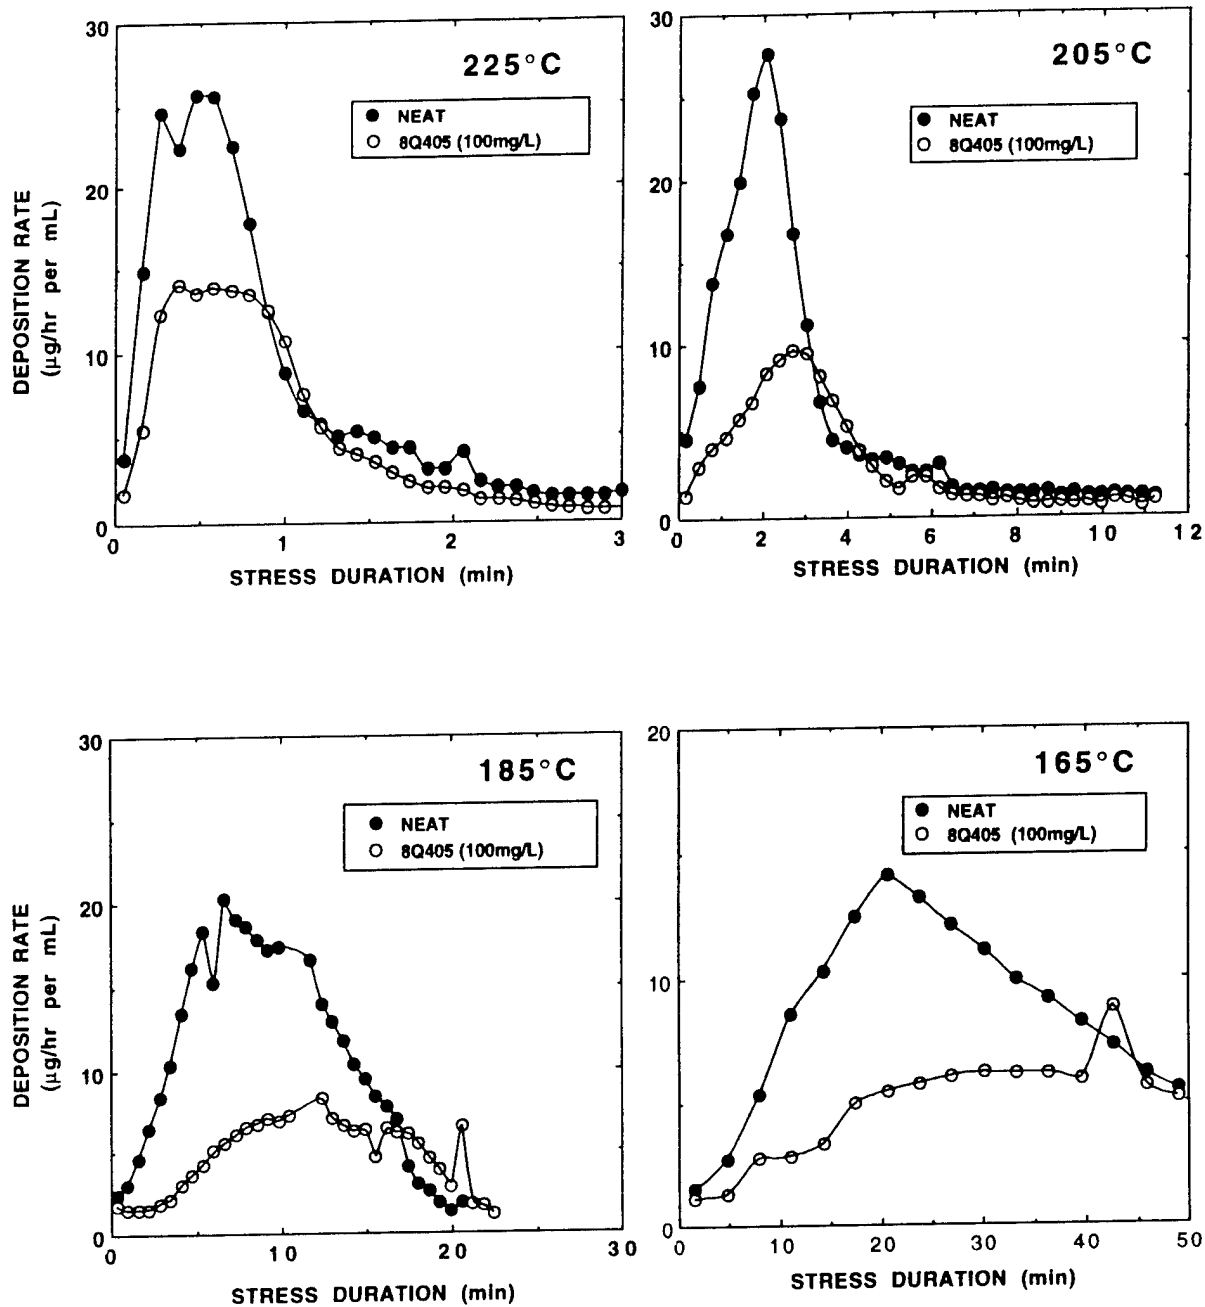 225°C
NEAT
8Q405 (100mg/L)
30
20
10
0
0
1
2
3
DEPOSITION RATE
(µg/hr per mL)
STRESS DURATION (min)
205°C
NEAT
8Q405 (100mg/L)
30
20
10
0
0
2
4
6
8
10
12
STRESS DURATION (min)
185°C
NEAT
8Q405 (100mg/L)
30
20
10
0
0
10
20
30
DEPOSITION RATE
(µg/hr per mL)
STRESS DURATION (min)
165°C
NEAT
8Q405 (100mg/L)
20
10
0
0
10
20
30
40
50
STRESS DURATION (min)